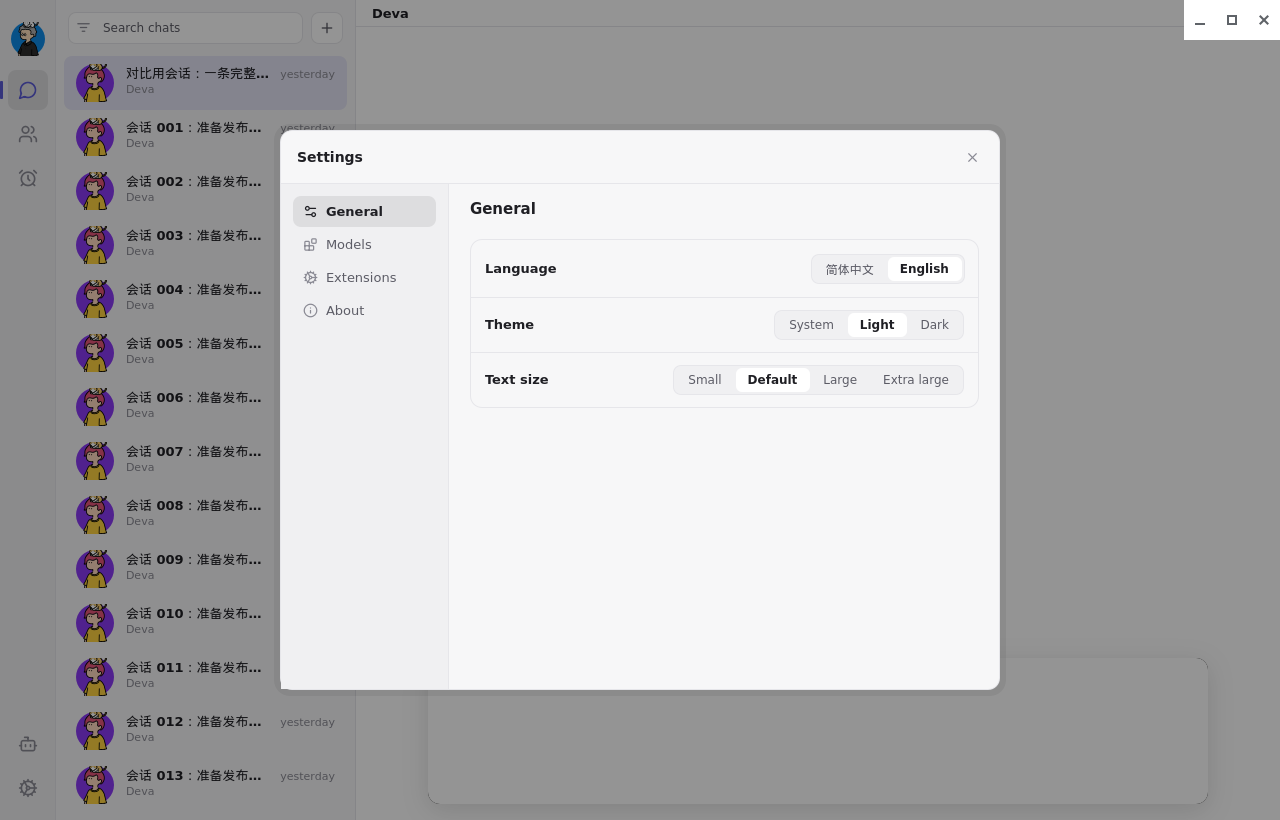 Deva
Search chats
对比用会话：一条完整… yesterday
Deva
会话 001：准备发布… yesterday
Deva
会话 002：准备发布…
Deva
会话 003：准备发布…
Deva
会话 004：准备发布…
Deva
会话 005：准备发布…
Deva
会话 006：准备发布…
Deva
会话 007：准备发布…
Deva
会话 008：准备发布…
Deva
会话 009：准备发布…
Deva
会话 010：准备发布…
Deva
会话 011：准备发布…
Deva
会话 012：准备发布… yesterday
Deva
会话 013：准备发布… yesterday
Deva
Settings
General
Models
Extensions
About
General
Language 简体中文 English
Theme System Light Dark
Text size Small Default Large Extra large